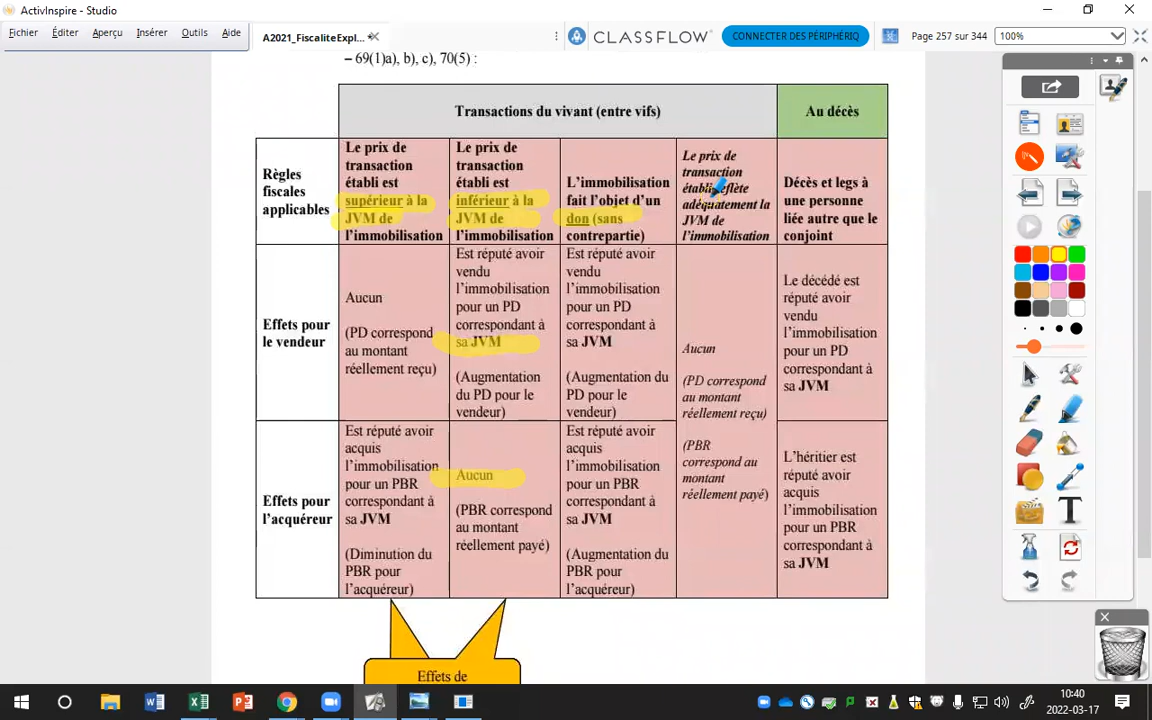 ActivInspire - Studio
Fichier Éditer Aperçu Insérer Outils Aide
A2021_FiscaliteExpl...
CLASSFLOW
CONNECTER DES PÉRIPHÉRIQ
Page 257 sur 344
100%
– 69(1)a), b), c), 70(5) :
Transactions du vivant (entre vifs)
Au décès
Règles
fiscales
applicables
Le prix de
transaction
établi est
supérieur à la
JVM de
l'immobilisation
Le prix de
transaction
établi est
inférieur à la
JVM de
l'immobilisation
L'immobilisation
fait l'objet d'un
don (sans
contrepartie)
Le prix de
transaction
établi reflète
adéquatement la
JVM de
l'immobilisation
Décès et legs à
une personne
liée autre que le
conjoint
Effets pour
le vendeur
Aucun
(PD correspond
au montant
réellement reçu)
Est réputé avoir
vendu
l'immobilisation
pour un PD
correspondant à
sa JVM
(Augmentation
du PD pour le
vendeur)
Est réputé avoir
vendu
l'immobilisation
pour un PD
correspondant à
sa JVM
(Augmentation du
PD pour le
vendeur)
Aucun
(PD correspond
au montant
réellement reçu)
(PBR
correspond au
montant
réellement payé)
Le décédé est
réputé avoir
vendu
l'immobilisation
pour un PD
correspondant à
sa JVM
Effets pour
l'acquéreur
Est réputé avoir
acquis
l'immobilisation
pour un PBR
correspondant à
sa JVM
(Diminution du
PBR pour
l'acquéreur)
Aucun
(PBR correspond
au montant
réellement payé)
Est réputé avoir
acquis
l'immobilisation
pour un PBR
correspondant à
sa JVM
(Augmentation du
PBR pour
l'acquéreur)
L'héritier est
réputé avoir
acquis
l'immobilisation
pour un PBR
correspondant à
sa JVM
Effets de
10:40
2022-03-17